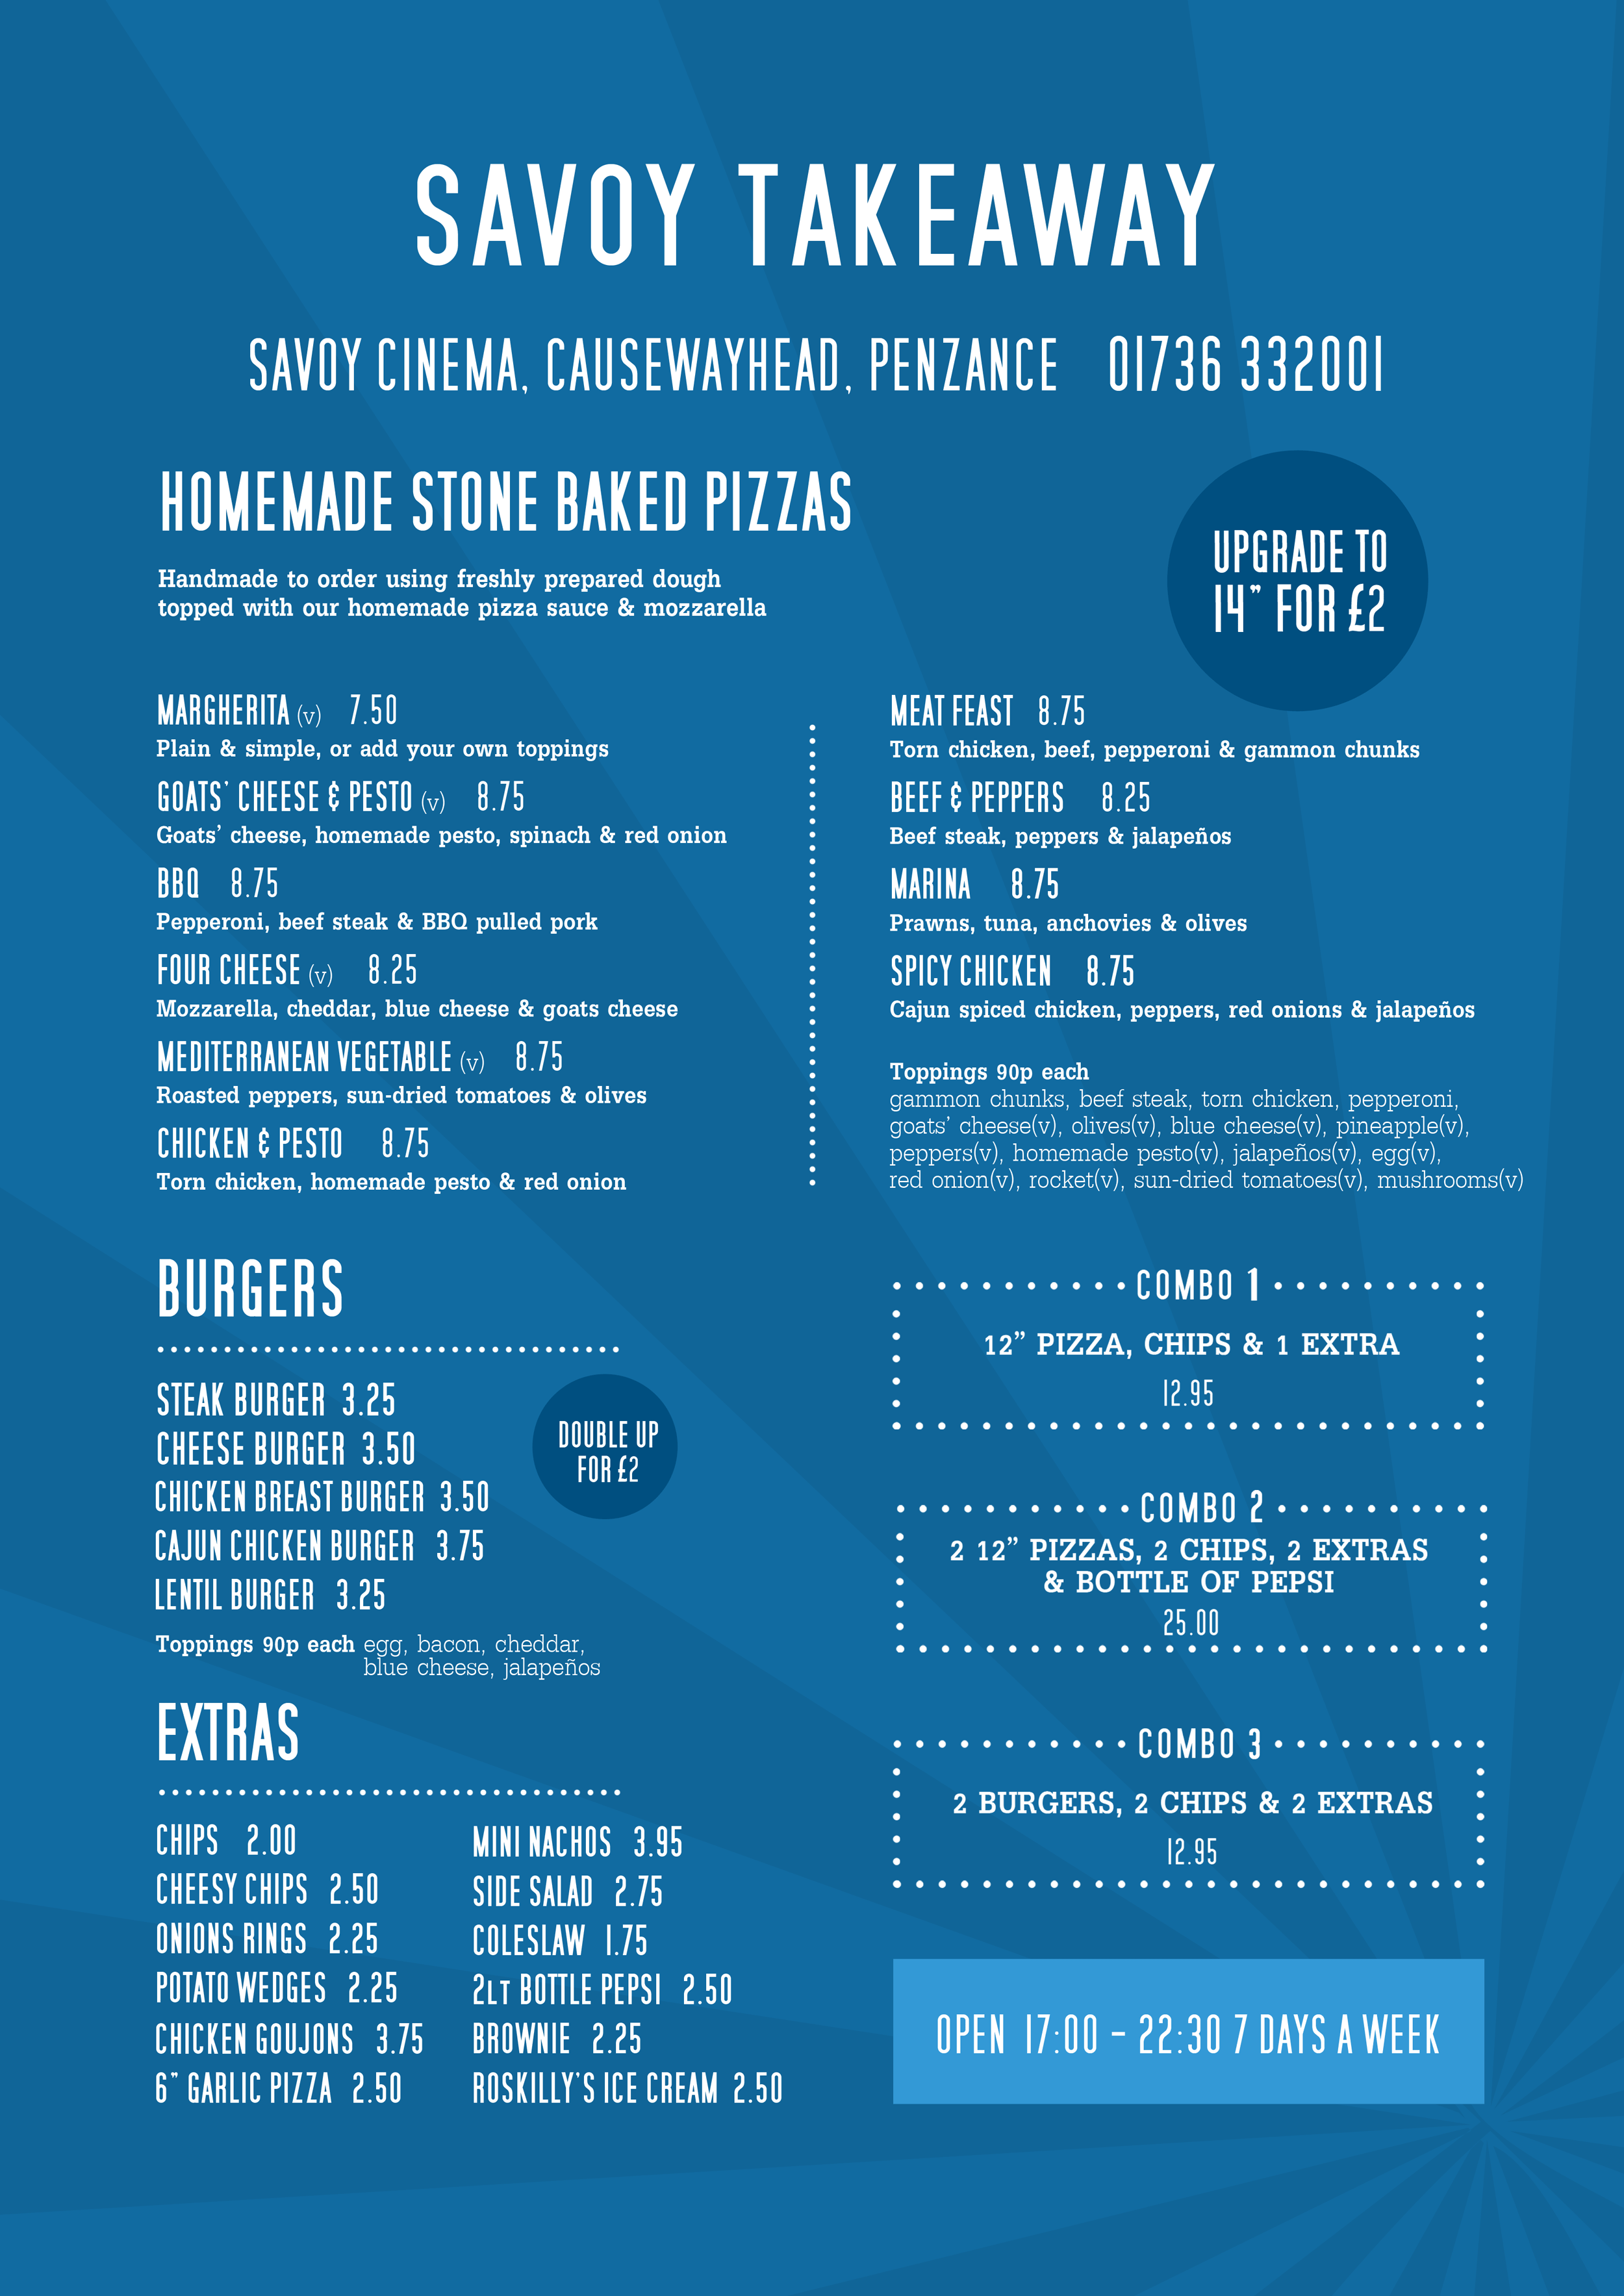 SAVOY TAKEAWAY
SAVOY CINEMA, CAUSEWAYHEAD, PENZANCE 01736 332001
HOMEMADE STONE BAKED PIZZAS
Handmade to order using freshly prepared dough
topped with our homemade pizza sauce & mozzarella
UPGRADE TO
14” FOR £2
MARGHERITA (v) 7.50
Plain & simple, or add your own toppings
GOATS’ CHEESE & PESTO (v) 8.75
Goats’ cheese, homemade pesto, spinach & red onion
BBQ 8.75
Pepperoni, beef steak & BBQ pulled pork
FOUR CHEESE (v) 8.25
Mozzarella, cheddar, blue cheese & goats cheese
MEDITERRANEAN VEGETABLE (v) 8.75
Roasted peppers, sun-dried tomatoes & olives
CHICKEN & PESTO 8.75
Torn chicken, homemade pesto & red onion
MEAT FEAST 8.75
Torn chicken, beef, pepperoni & gammon chunks
BEEF & PEPPERS 8.25
Beef steak, peppers & jalapeños
MARINA 8.75
Prawns, tuna, anchovies & olives
SPICY CHICKEN 8.75
Cajun spiced chicken, peppers, red onions & jalapeños
Toppings 90p each
gammon chunks, beef steak, torn chicken, pepperoni,
goats’ cheese(v), olives(v), blue cheese(v), pineapple(v),
peppers(v), homemade pesto(v), jalapeños(v), egg(v),
red onion(v), rocket(v), sun-dried tomatoes(v), mushrooms(v)
BURGERS
STEAK BURGER 3.25
CHEESE BURGER 3.50
CHICKEN BREAST BURGER 3.50
CAJUN CHICKEN BURGER 3.75
LENTIL BURGER 3.25
DOUBLE UP
FOR £2
Toppings 90p each egg, bacon, cheddar,
blue cheese, jalapeños
EXTRAS
CHIPS 2.00
CHEESY CHIPS 2.50
ONIONS RINGS 2.25
POTATO WEDGES 2.25
CHICKEN GOUJONS 3.75
6” GARLIC PIZZA 2.50
MINI NACHOS 3.95
SIDE SALAD 2.75
COLESLAW 1.75
2LT BOTTLE PEPSI 2.50
BROWNIE 2.25
ROSKILLY’S ICE CREAM 2.50
COMBO 1
12” PIZZA, CHIPS & 1 EXTRA
12.95
COMBO 2
2 12” PIZZAS, 2 CHIPS, 2 EXTRAS
& BOTTLE OF PEPSI
25.00
COMBO 3
2 BURGERS, 2 CHIPS & 2 EXTRAS
12.95
OPEN 17:00 – 22:30 7 DAYS A WEEK